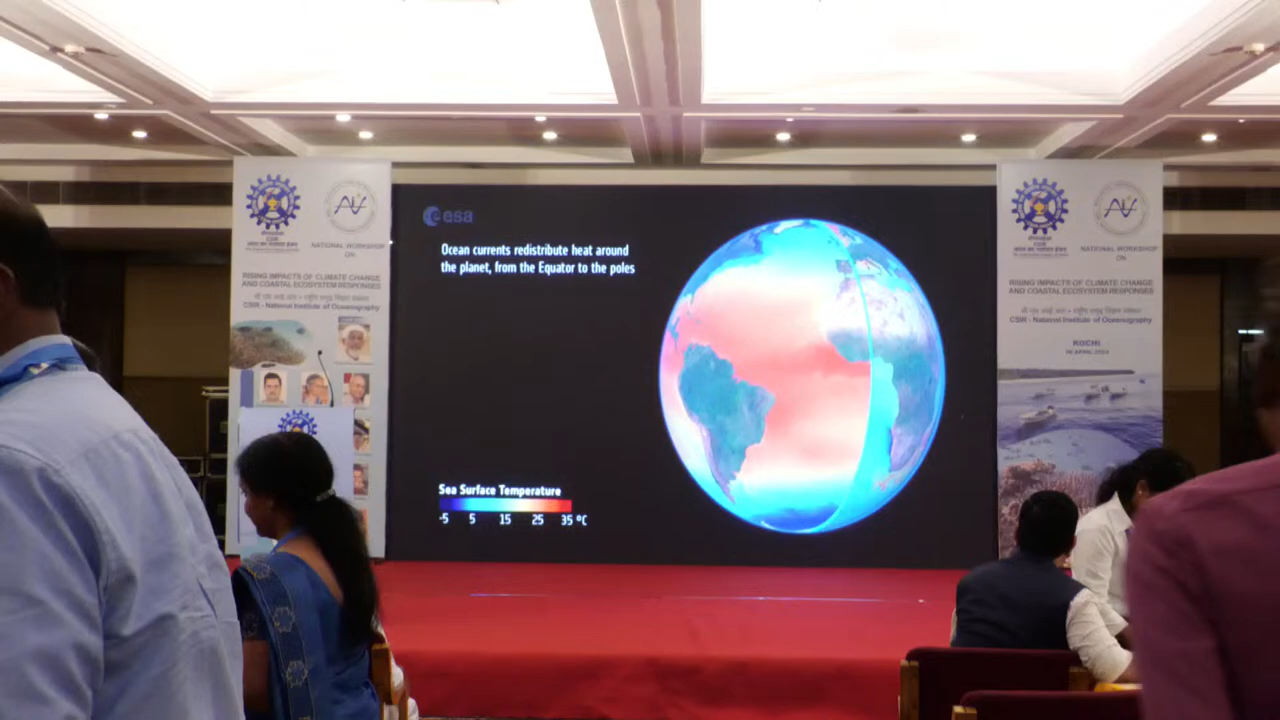 CSIR
NATIONAL WORKSHOP
ON
RISING IMPACTS OF CLIMATE CHANGE
AND COASTAL ECOSYSTEM RESPONSES
CSIR - National Institute of Oceanography
esa
Ocean currents redistribute heat around
the planet, from the Equator to the poles
Sea Surface Temperature
-5 5 15 25 35 °C
CSIR
NATIONAL WORKSHOP
ON
RISING IMPACTS OF CLIMATE CHANGE
AND COASTAL ECOSYSTEM RESPONSES
CSIR - National Institute of Oceanography
KOCHI